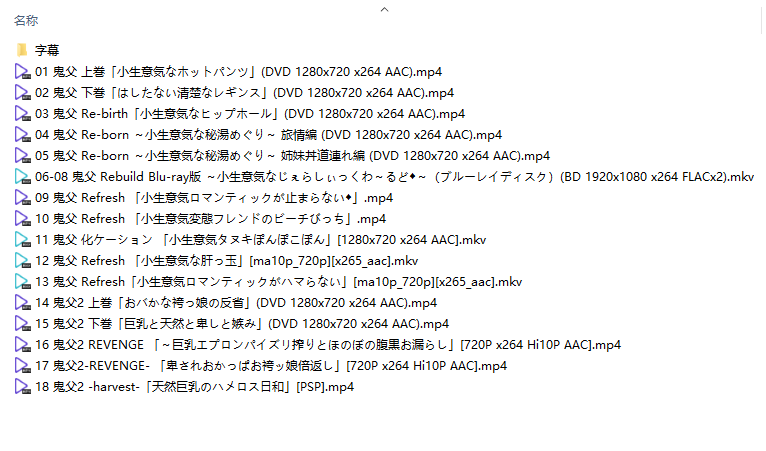 名称
字幕
01 鬼父 上巻「小生意気なホットパンツ」(DVD 1280x720 x264 AAC).mp4
02 鬼父 下巻「はしたない清楚なレギンス」(DVD 1280x720 x264 AAC).mp4
03 鬼父 Re-birth「小生意気なヒップホール」(DVD 1280x720 x264 AAC).mp4
04 鬼父 Re-born ～小生意気な秘湯めぐり～ 旅情編 (DVD 1280x720 x264 AAC).mp4
05 鬼父 Re-born ～小生意気な秘湯めぐり～ 姉妹丼道連れ編 (DVD 1280x720 x264 AAC).mp4
06-08 鬼父 Rebuild Blu-ray版 ～小生意気なじぇらしぃっくわ～るど♦～（ブルーレイディスク）(BD 1920x1080 x264 FLACx2).mkv
09 鬼父 Refresh 「小生意気ロマンティックが止まらない♦」.mp4
10 鬼父 Refresh 「小生意気変態フレンドのピーチびっち」.mp4
11 鬼父 化ケーション 「小生意気タヌキぽんぽこぽん」[1280x720 x264 AAC].mkv
12 鬼父 Refresh 「小生意気な肝っ玉」[ma10p_720p][x265_aac].mkv
13 鬼父 Refresh「小生意気ロマンティックがハマらない」[ma10p_720p][x265_aac].mkv
14 鬼父2 上巻「おバかな袴っ娘の反省」(DVD 1280x720 x264 AAC).mp4
15 鬼父2 下巻「巨乳と天然と卑しと嫉み」(DVD 1280x720 x264 AAC).mp4
16 鬼父2 REVENGE 「～巨乳エプロンパイズリ搾りとほのぼの腹黒お漏らし」[720P x264 Hi10P AAC].mp4
17 鬼父2-REVENGE- 「卑されおかっぱお袴ッ娘倍返し」[720P x264 Hi10P AAC].mp4
18 鬼父2 -harvest-「天然巨乳のハメロス日和」[PSP].mp4